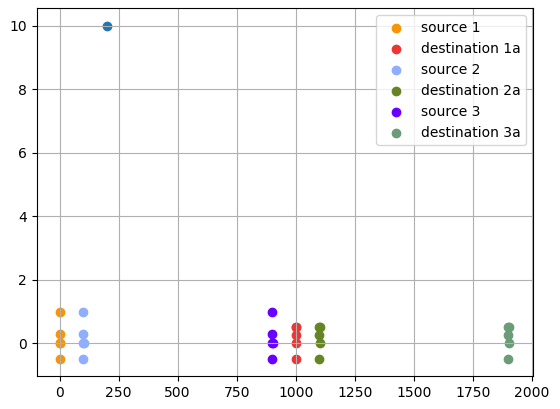 10
8
6
4
2
0
source 1
destination 1a
source 2
destination 2a
source 3
destination 3a
0 250 500 750 1000 1250 1500 1750 2000